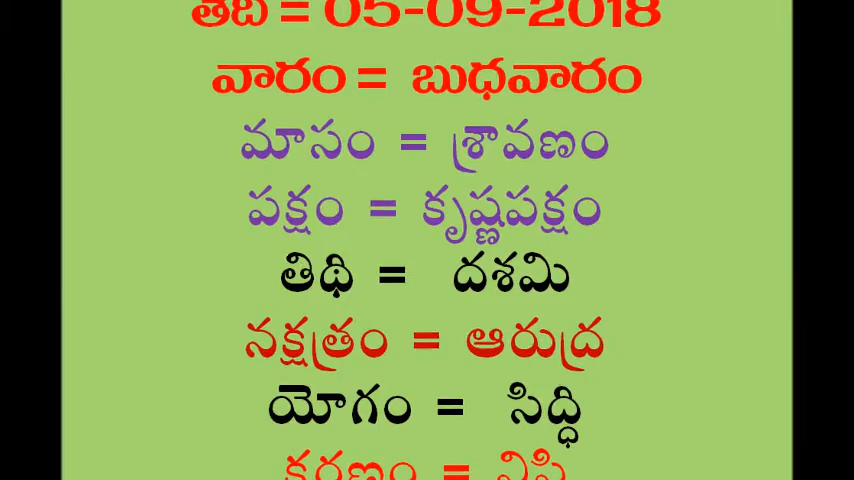 తేది = 05-09-2018
వారం = బుధవారం
మాసం = శ్రావణం
పక్షం = కృష్ణపక్షం
తిథి = దశమి
నక్షత్రం = ఆరుద్ర
యోగం = సిద్ధి
కరణం =